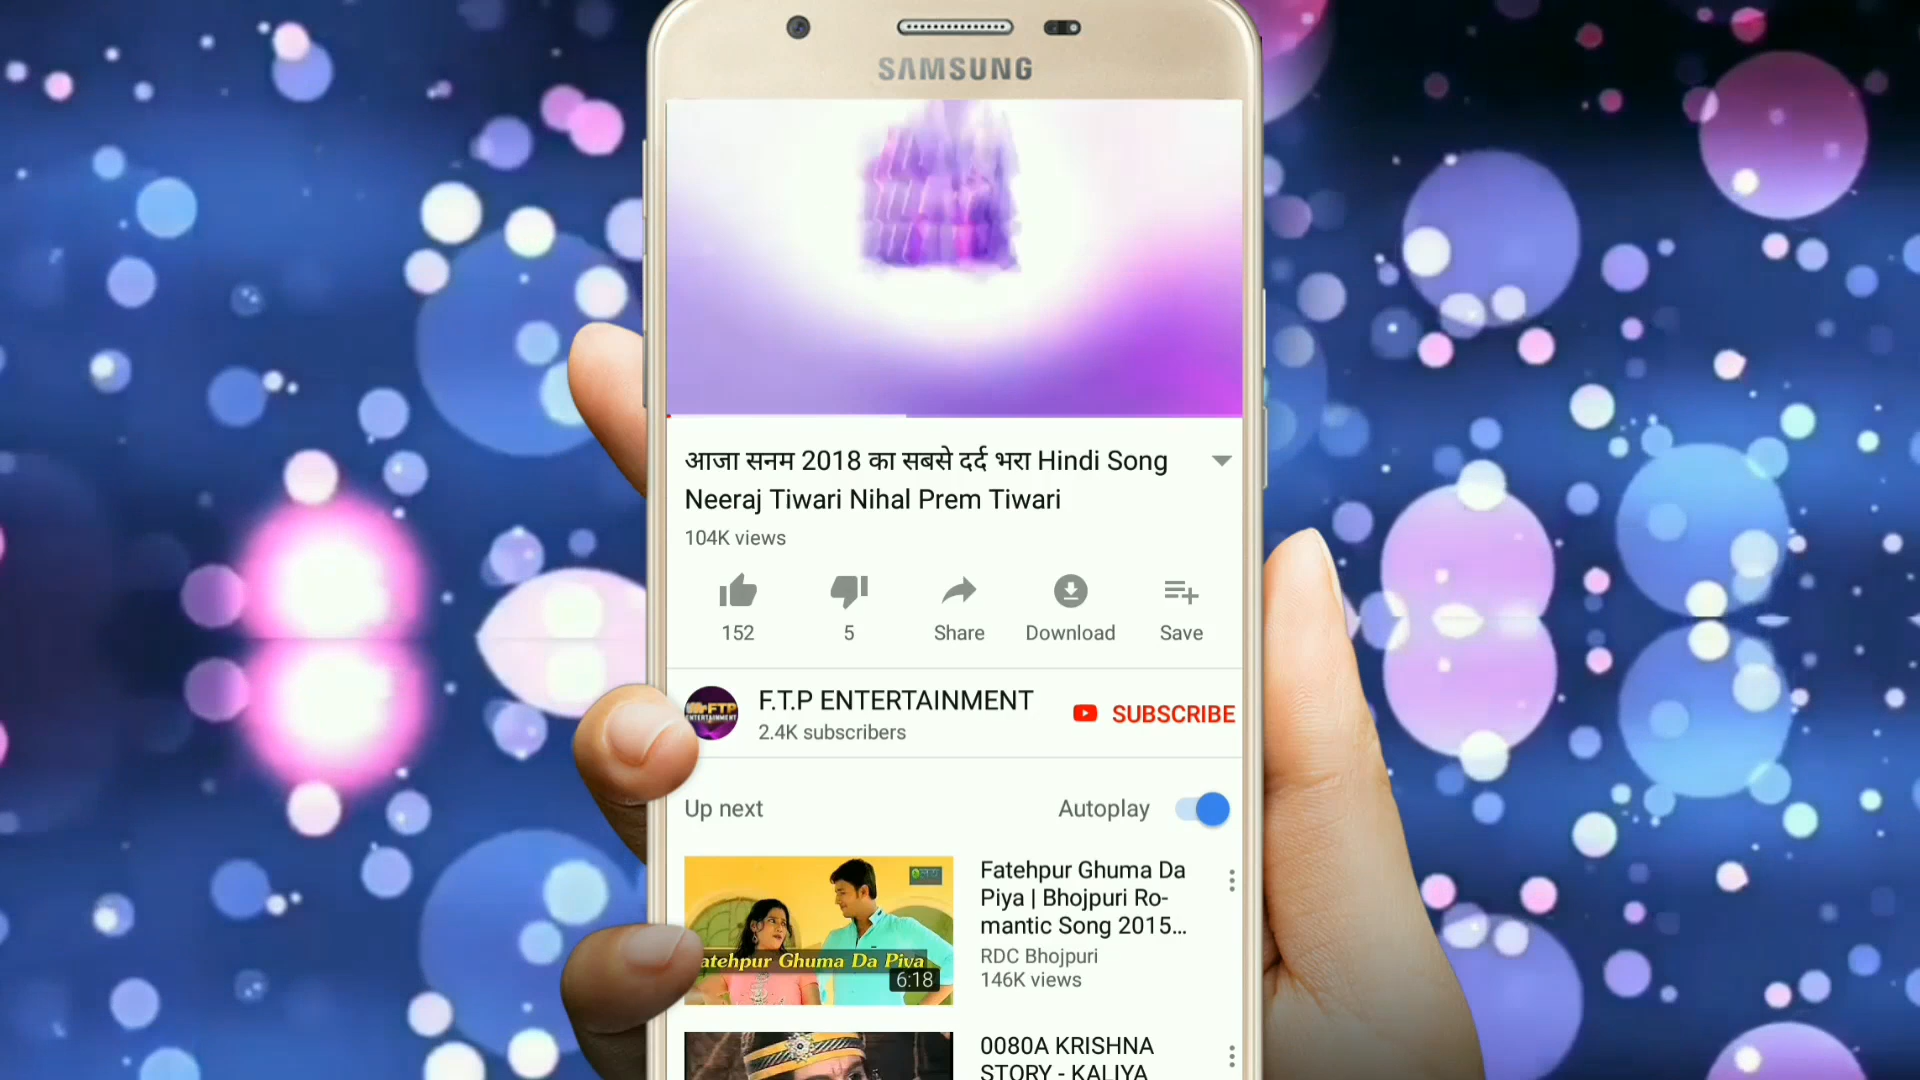 SAMSUNG
आजा सनम 2018 का सबसे दर्द भरा Hindi Song
Neeraj Tiwari Nihal Prem Tiwari
104K views
152
5
Share
Download
Save
FTP
ENTERTAINMENT
F.T.P ENTERTAINMENT
2.4K subscribers
SUBSCRIBE
Up next
Autoplay
atehpur Ghuma Da Piya
6:18
Fatehpur Ghuma Da
Piya | Bhojpuri Ro-
mantic Song 2015...
RDC Bhojpuri
146K views
0080A KRISHNA
STORY - KALIYA